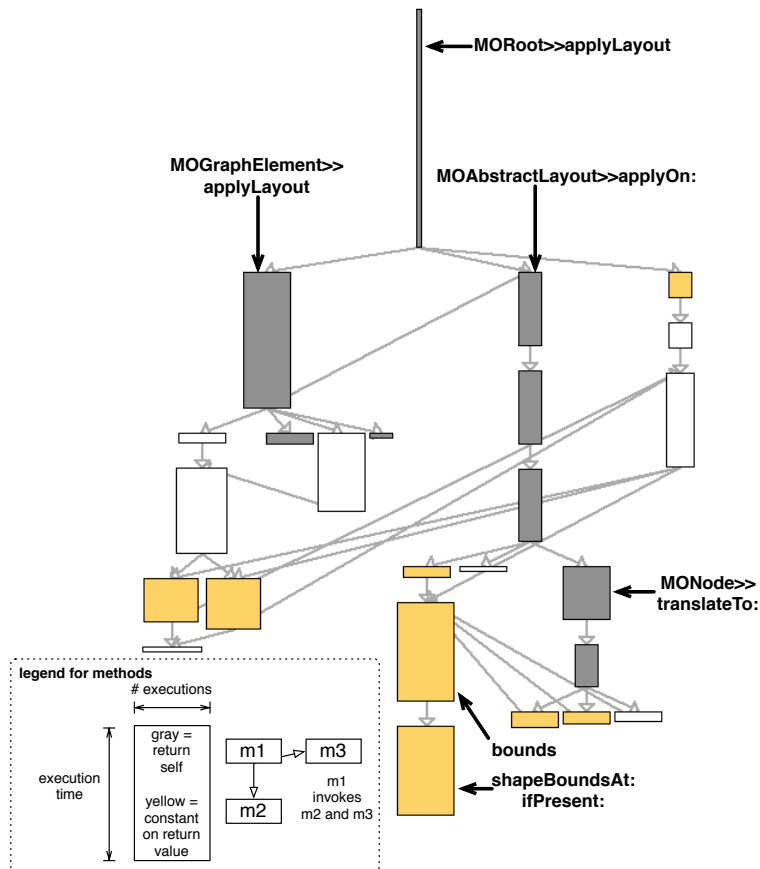 MORoot>>applyLayout
MOGraphElement>>
applyLayout
MOAbstractLayout>>applyOn:
MONode>>
translateTo:
bounds
shapeBoundsAt:
ifPresent:
legend for methods
# executions
execution
time
gray =
return
self
yellow =
constant
on return
value
m1
m3
m2
m1
invokes
m2 and m3